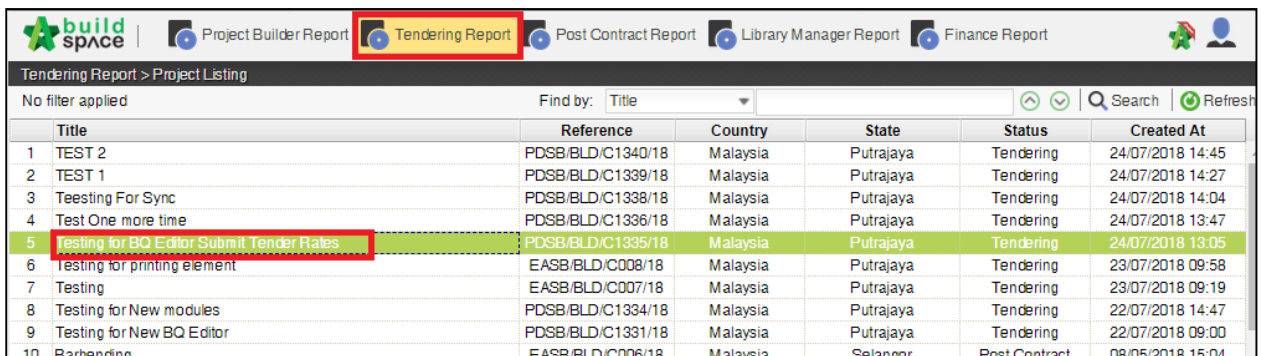 build space Project Builder Report Tendering Report Post Contract Report Library Manager Report Finance Report
Tendering Report > Project Listing
No filter applied Find by: Title Search Refresh
Title Reference Country State Status Created At
1 TEST 2 PDSB/BLD/C1340/18 Malaysia Putrajaya Tendering 24/07/2018 14:45
2 TEST 1 PDSB/BLD/C1339/18 Malaysia Putrajaya Tendering 24/07/2018 14:27
3 Teesting For Sync PDSB/BLD/C1338/18 Malaysia Putrajaya Tendering 24/07/2018 14:04
4 Test One more time PDSB/BLD/C1336/18 Malaysia Putrajaya Tendering 24/07/2018 13:47
5 Testing for BQ Editor Submit Tender Rates PDSB/BLD/C1335/18 Malaysia Putrajaya Tendering 24/07/2018 13:05
6 Testing for printing element EASB/BLD/C008/18 Malaysia Putrajaya Tendering 23/07/2018 09:58
7 Testing EASB/BLD/C007/18 Malaysia Putrajaya Tendering 23/07/2018 09:19
8 Testing for New modules PDSB/BLD/C1334/18 Malaysia Putrajaya Tendering 22/07/2018 14:47
9 Testing for New BQ Editor PDSB/BLD/C1331/18 Malaysia Putrajaya Tendering 22/07/2018 09:00
10 Barbending EASB/BLD/C006/18 Malaysia Selangor Post Contract 08/05/2018 15:04